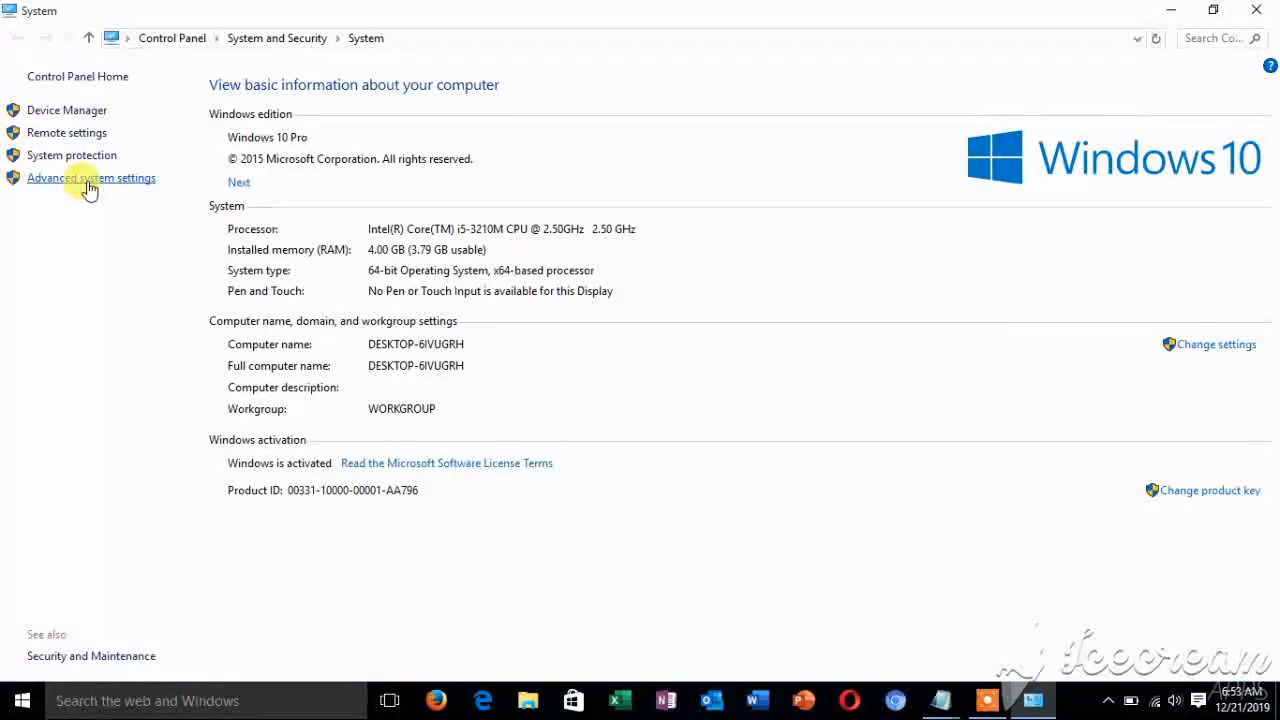 System
Control Panel > System and Security > System
Search Co...
Control Panel Home
Device Manager
Remote settings
System protection
Advanced system settings
View basic information about your computer
Windows edition
Windows 10 Pro
© 2015 Microsoft Corporation. All rights reserved.
Next
Windows 10
System
Processor: Intel(R) Core(TM) i5-3210M CPU @ 2.50GHz 2.50 GHz
Installed memory (RAM): 4.00 GB (3.79 GB usable)
System type: 64-bit Operating System, x64-based processor
Pen and Touch: No Pen or Touch Input is available for this Display
Computer name, domain, and workgroup settings
Computer name: DESKTOP-6IVUGRH
Change settings
Full computer name: DESKTOP-6IVUGRH
Computer description:
Workgroup: WORKGROUP
Windows activation
Windows is activated Read the Microsoft Software License Terms
Product ID: 00331-10000-00001-AA796
Change product key
See also
Security and Maintenance
Icecream
APPS
Search the web and Windows
6:53 AM
12/21/2019